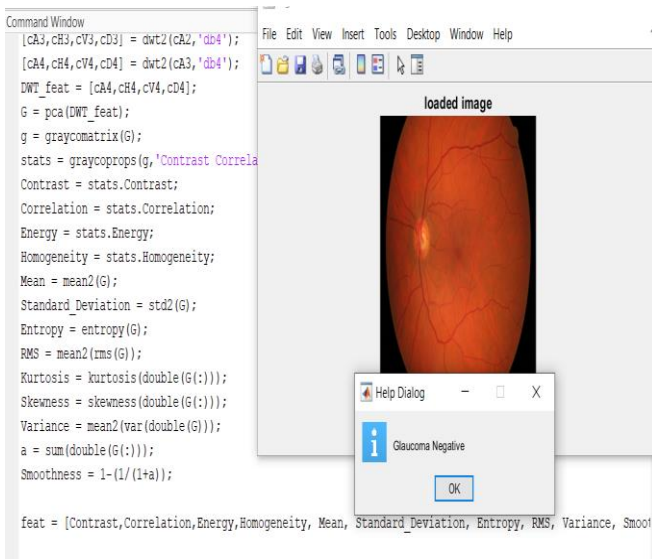 Command Window
[cA3,cH3,cV3,cD3] = dwt2(cA2,'db4');
[cA4,cH4,cV4,cD4] = dwt2(cA3,'db4');
DWT_feat = [cA4,cH4,cV4,cD4];
G = pca(DWT_feat);
g = graycomatrix(G);
stats = graycoprops(g,'Contrast Correla
Contrast = stats.Contrast;
Correlation = stats.Correlation;
Energy = stats.Energy;
Homogeneity = stats.Homogeneity;
Mean = mean2(G);
Standard_Deviation = std2(G);
Entropy = entropy(G);
RMS = mean2(rms(G));
Kurtosis = kurtosis(double(G(:)));
Skewness = skewness(double(G(:)));
Variance = mean2(var(double(G)));
a = sum(double(G(:)));
Smoothness = 1-(1/(1+a));
feat = [Contrast,Correlation,Energy,Homogeneity, Mean, Standard_Deviation, Entropy, RMS, Variance, Smoot
File Edit View Insert Tools Desktop Window Help
loaded image
Help Dialog
Glaucoma Negative
OK